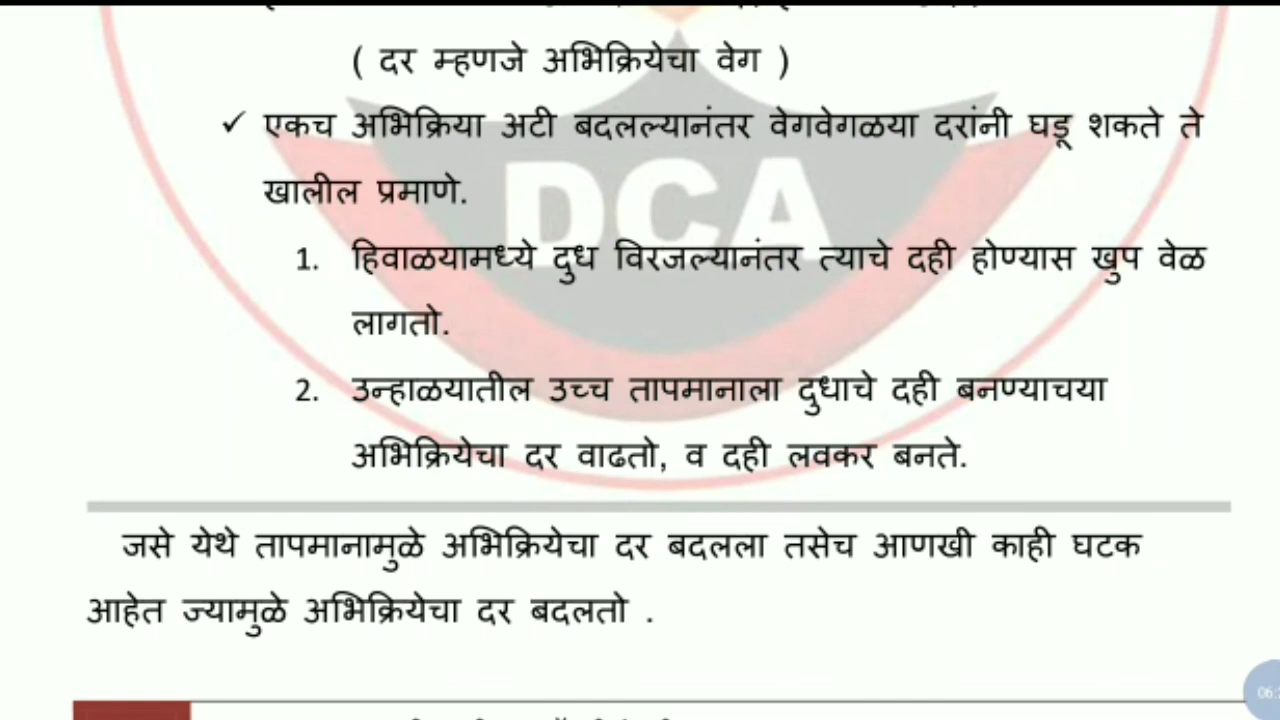 ( दर म्हणजे अभिक्रियेचा वेग )
✓ एकच अभिक्रिया अटी बदलल्यानंतर वेगवेगळया दरांनी घडू शकते ते
खालील प्रमाणे.
DCA
1. हिवाळयामध्ये दुध विरजल्यानंतर त्याचे दही होण्यास खुप वेळ
लागतो.
2. उन्हाळयातील उच्च तापमानाला दुधाचे दही बनण्याचया
अभिक्रियेचा दर वाढतो, व दही लवकर बनते.
जसे येथे तापमानामुळे अभिक्रियेचा दर बदलला तसेच आणखी काही घटक
आहेत ज्यामुळे अभिक्रियेचा दर बदलतो .